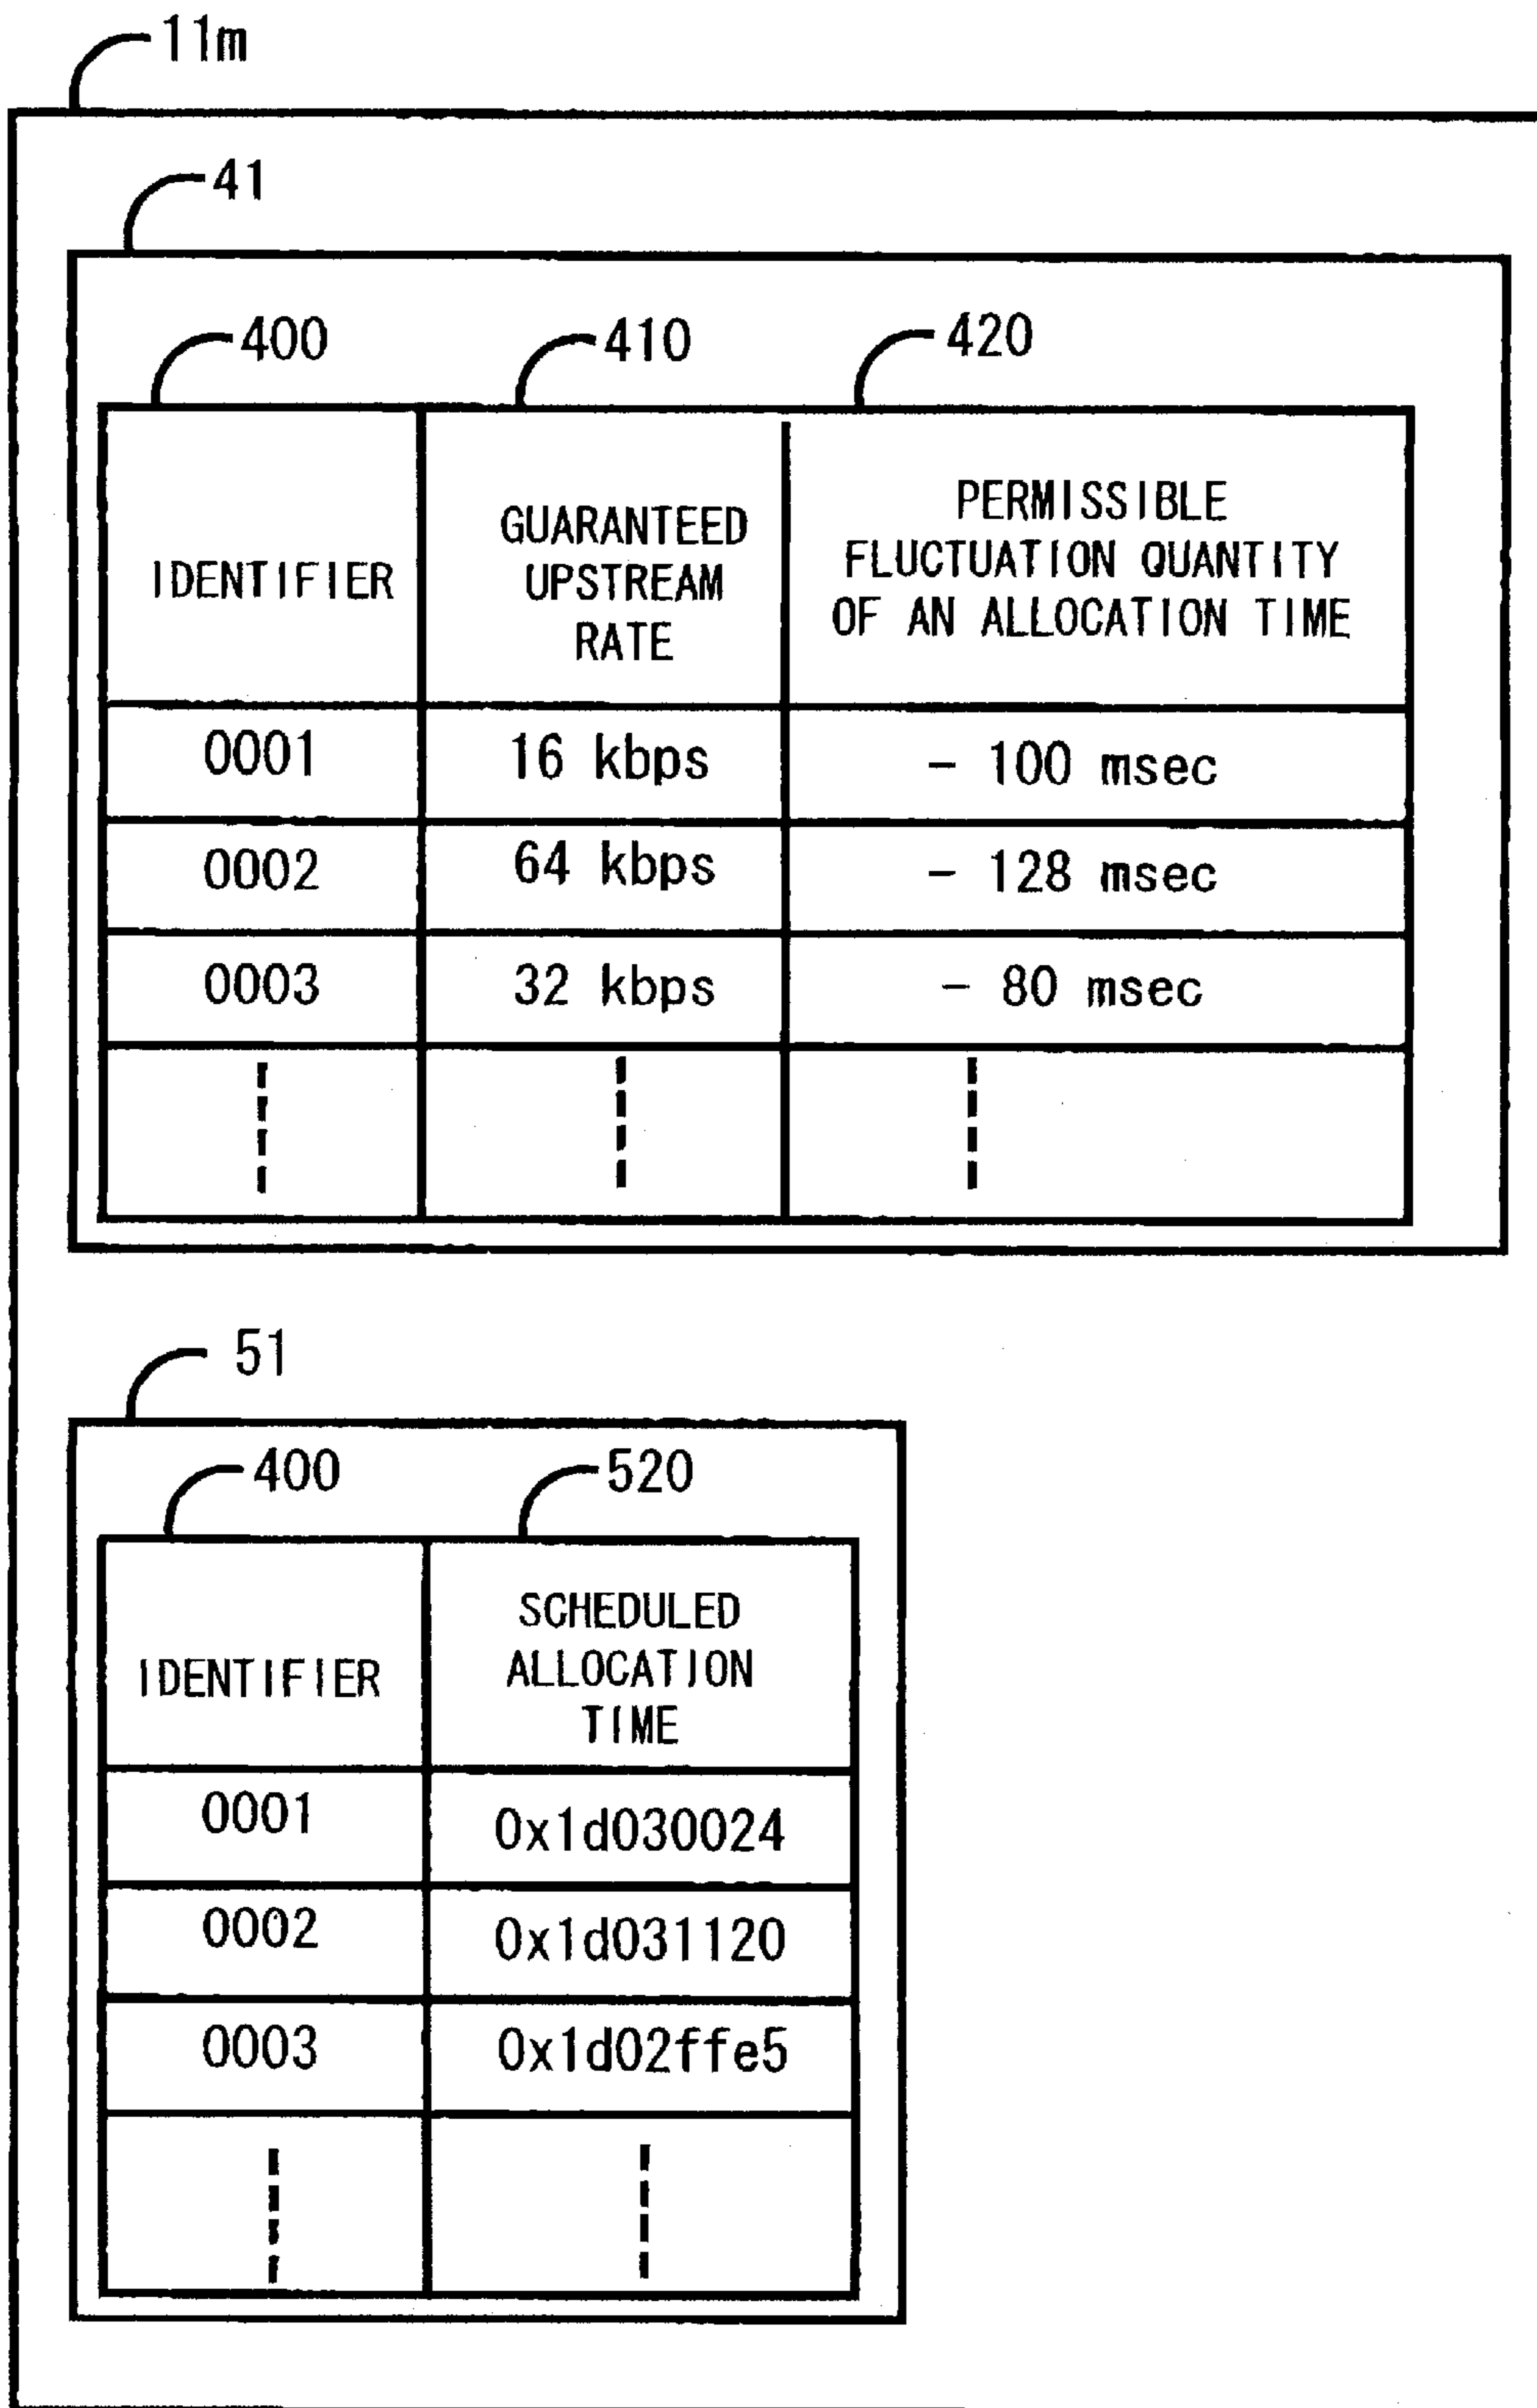 11m
41
400 410 420
IDENTIFIER
GUARANTEED
UPSTREAM
RATE
PERMISSIBLE
FLUCTUATION QUANTITY
OF AN ALLOCATION TIME
0001 16 kbps - 100 msec
0002 64 kbps - 128 msec
0003 32 kbps - 80 msec
51
400 520
IDENTIFIER
SCHEDULED
ALLOCATION
TIME
0001 0x1d030024
0002 0x1d031120
0003 0x1d02ffe5